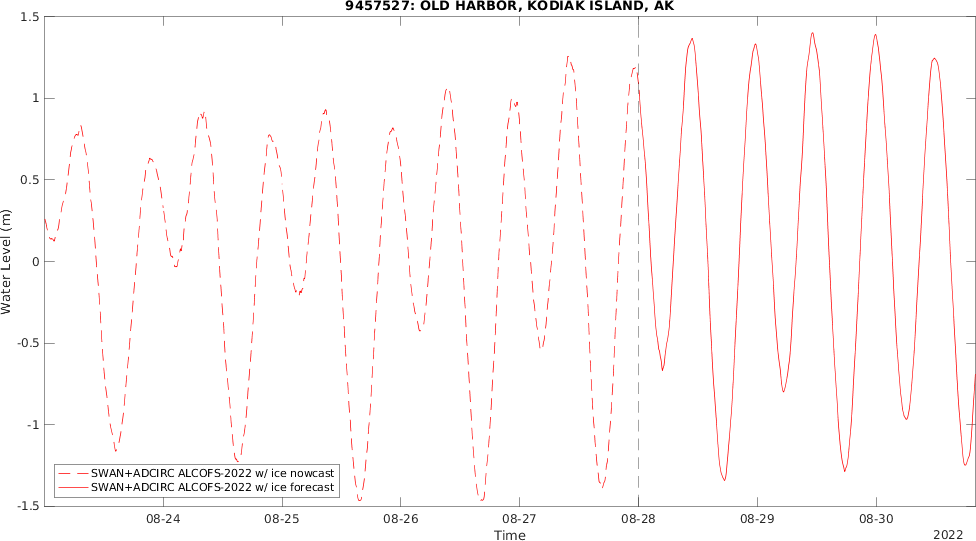 9457527: OLD HARBOR, KODIAK ISLAND, AK
1.5
1
0.5
0
-0.5
-1
-1.5
Water Level (m)
SWAN+ADCIRC ALCOFS-2022 w/ ice nowcast
SWAN+ADCIRC ALCOFS-2022 w/ ice forecast
08-24 08-25 08-26 08-27 08-28 08-29 08-30
Time
2022